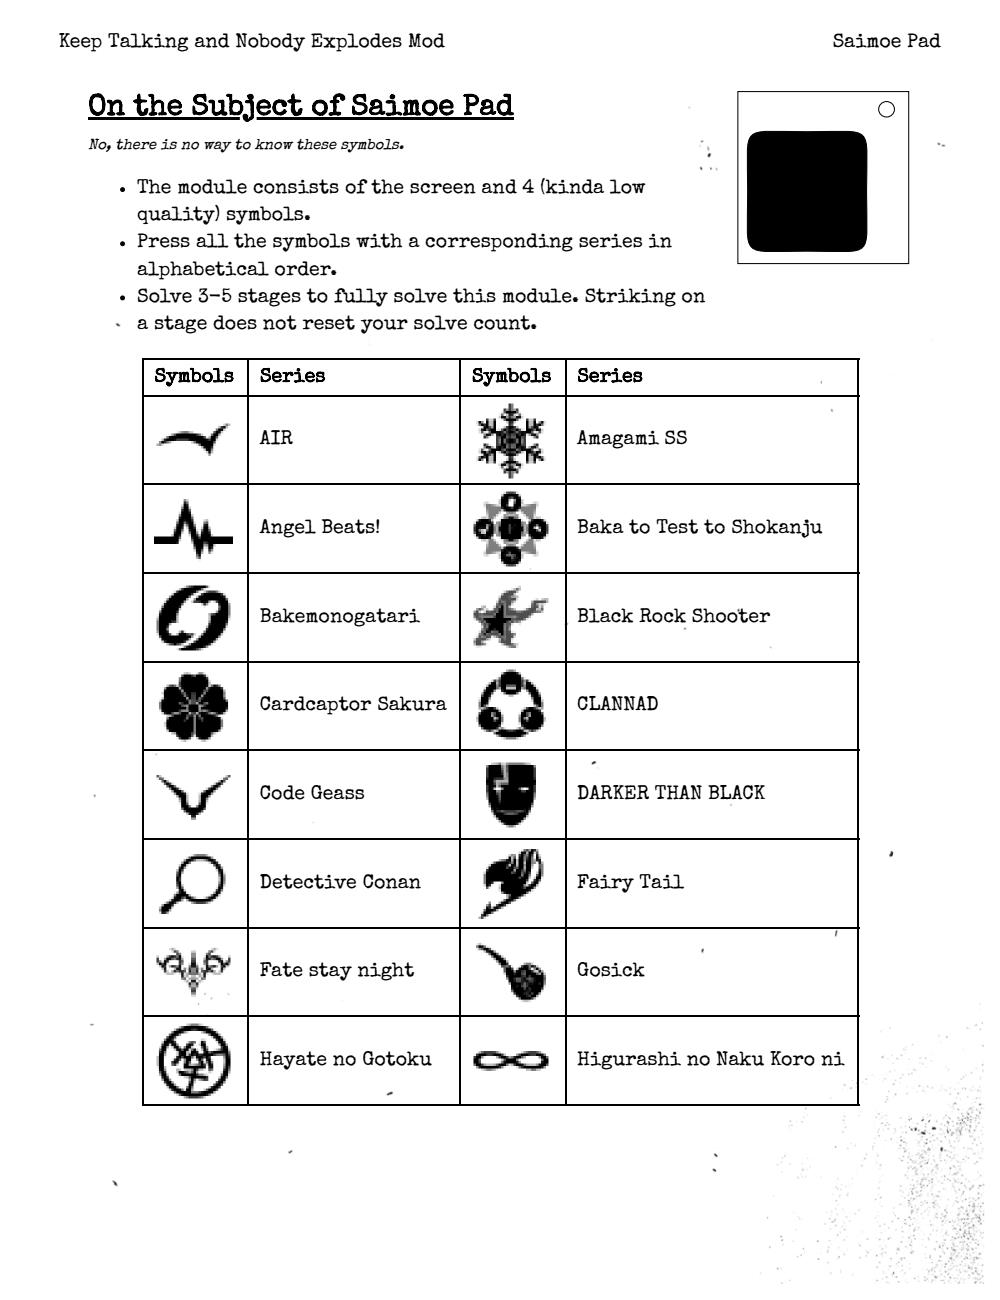 Keep Talking and Nobody Explodes Mod
Saimoe Pad
On the Subject of Saimoe Pad
No, there is no way to know these symbols.
• The module consists of the screen and 4 (kinda low
quality) symbols.
• Press all the symbols with a corresponding series in
alphabetical order.
• Solve 3-5 stages to fully solve this module. Striking on
a stage does not reset your solve count.
Symbols Series Symbols Series
AIR Amagami SS
Angel Beats! Baka to Test to Shokanju
Bakemonogatari Black Rock Shooter
Cardcaptor Sakura CLANNAD
Code Geass DARKER THAN BLACK
Detective Conan Fairy Tail
Fate stay night Gosick
Hayate no Gotoku Higurashi no Naku Koro ni